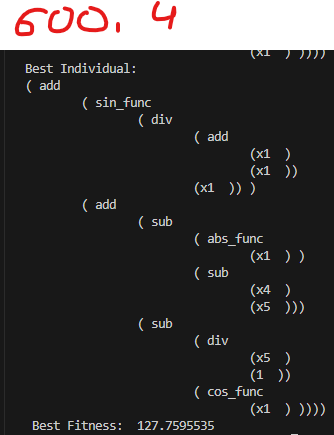 600. 4
(x1 ) ))))
Best Individual:
( add
( sin_func
( div
( add
(x1 )
(x1 ))
(x1 )) )
( add
( sub
( abs_func
(x1 ) )
( sub
(x4 )
(x5 )))
( sub
( div
(x5 )
(1 ))
( cos_func
(x1 ) ))))
Best Fitness: 127.7595535